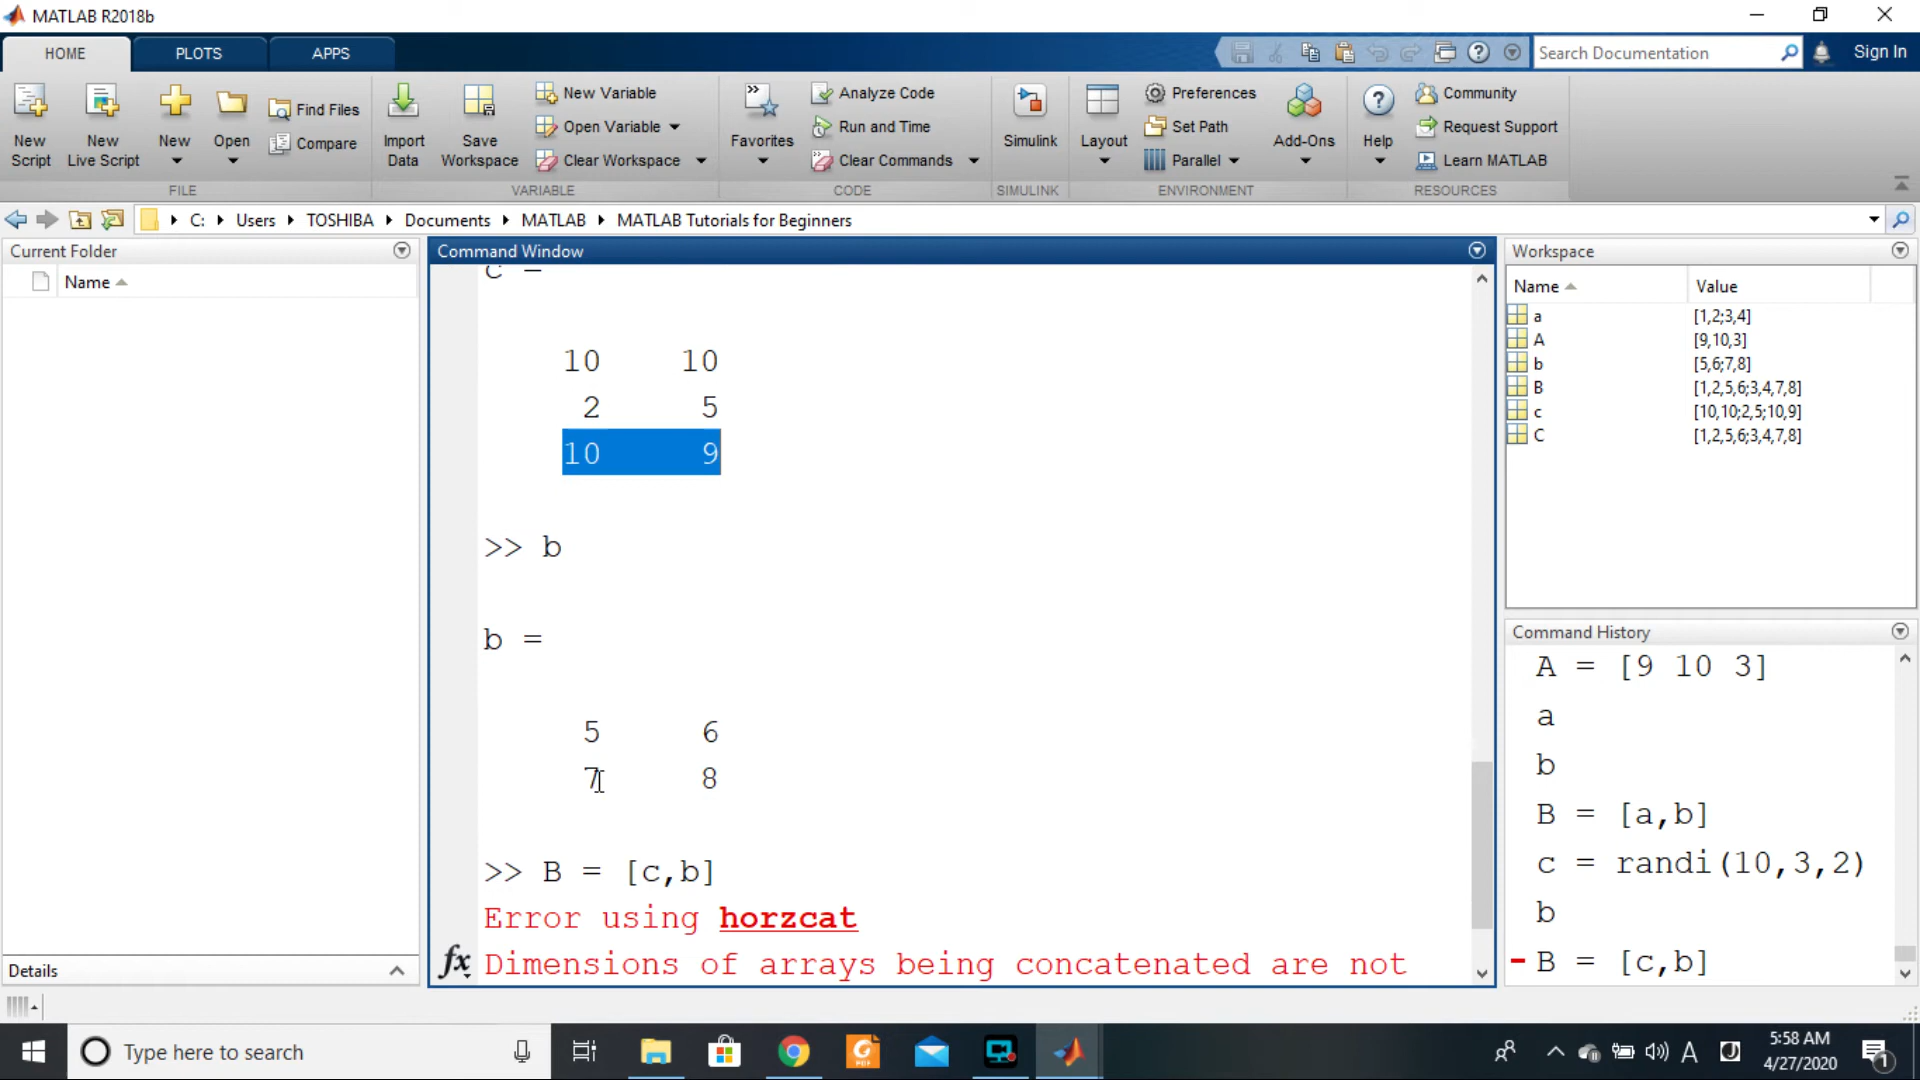 MATLAB R2018b
HOME
PLOTS
APPS
Search Documentation
Sign In
New Script
New Live Script
New
Open
Find Files
Compare
Import Data
Save Workspace
New Variable
Open Variable
Clear Workspace
Favorites
Analyze Code
Run and Time
Clear Commands
Simulink
Layout
Preferences
Set Path
Parallel
Add-Ons
Help
Community
Request Support
Learn MATLAB
FILE
VARIABLE
CODE
SIMULINK
ENVIRONMENT
RESOURCES
C: Users TOSHIBA Documents MATLAB MATLAB Tutorials for Beginners
Current Folder
Name
Details
Command Window
c =
10 10
2 5
10 9
>> b
b =
5 6
7 8
>> B = [c,b]
Error using horzcat
fx Dimensions of arrays being concatenated are not
Workspace
Name Value
a [1,2;3,4]
A [9,10,3]
b [5,6;7,8]
B [1,2,5,6;3,4,7,8]
c [10,10;2,5;10,9]
C [1,2,5,6;3,4,7,8]
Command History
A = [9 10 3]
a
b
B = [a,b]
c = randi(10,3,2)
b
B = [c,b]
Type here to search
PDF
A
J
5:58 AM
4/27/2020
1